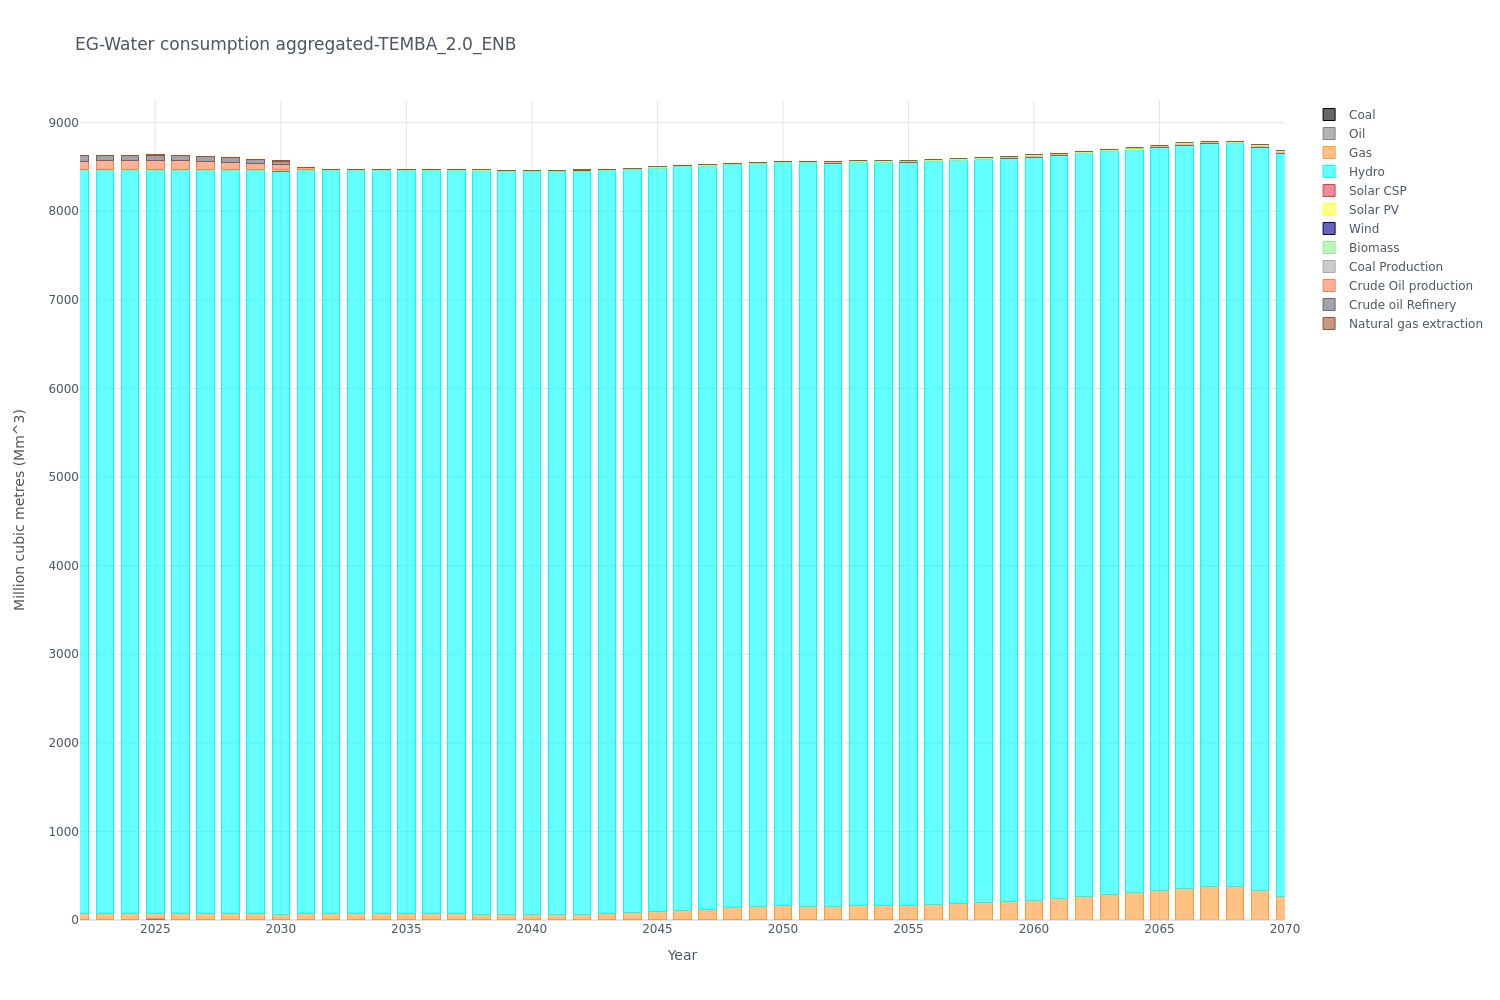 EG-Water consumption aggregated-TEMBA_2.0_ENB
9000
8000
7000
6000
5000
4000
3000
2000
1000
0
Million cubic metres (Mm^3)
2025 2030 2035 2040 2045 2050 2055 2060 2065 2070
Year
Coal
Oil
Gas
Hydro
Solar CSP
Solar PV
Wind
Biomass
Coal Production
Crude Oil production
Crude oil Refinery
Natural gas extraction